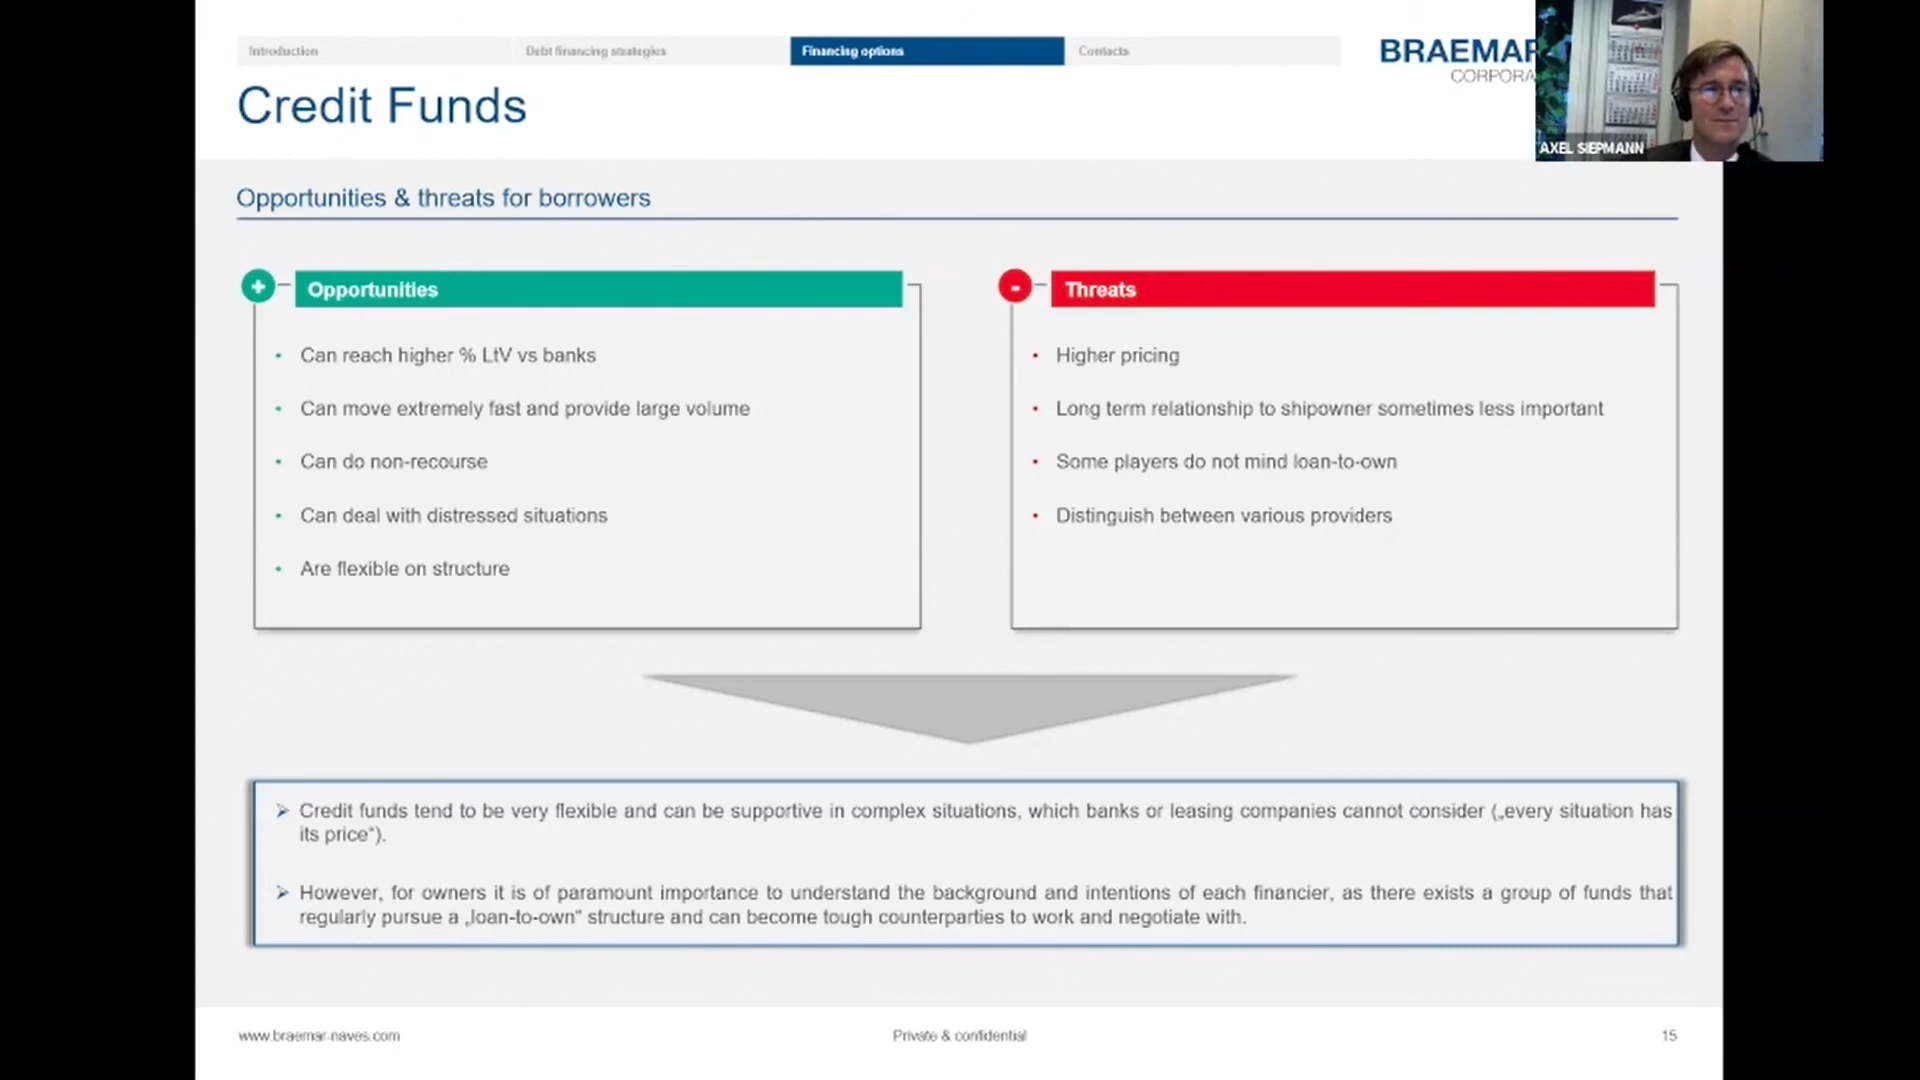 Introduction
Debt financing strategies
Financing options
Contacts
BRAEMAR
CORPORA
AXEL SIEPMANN
Credit Funds
Opportunities & threats for borrowers
+
Opportunities
• Can reach higher % LtV vs banks
• Can move extremely fast and provide large volume
• Can do non-recourse
• Can deal with distressed situations
• Are flexible on structure
-
Threats
• Higher pricing
• Long term relationship to shipowner sometimes less important
• Some players do not mind loan-to-own
• Distinguish between various providers
➢ Credit funds tend to be very flexible and can be supportive in complex situations, which banks or leasing companies cannot consider („every situation has
its price“).
➢ However, for owners it is of paramount importance to understand the background and intentions of each financier, as there exists a group of funds that
regularly pursue a „loan-to-own“ structure and can become tough counterparties to work and negotiate with.
www.braemar-naves.com
Private & confidential
15